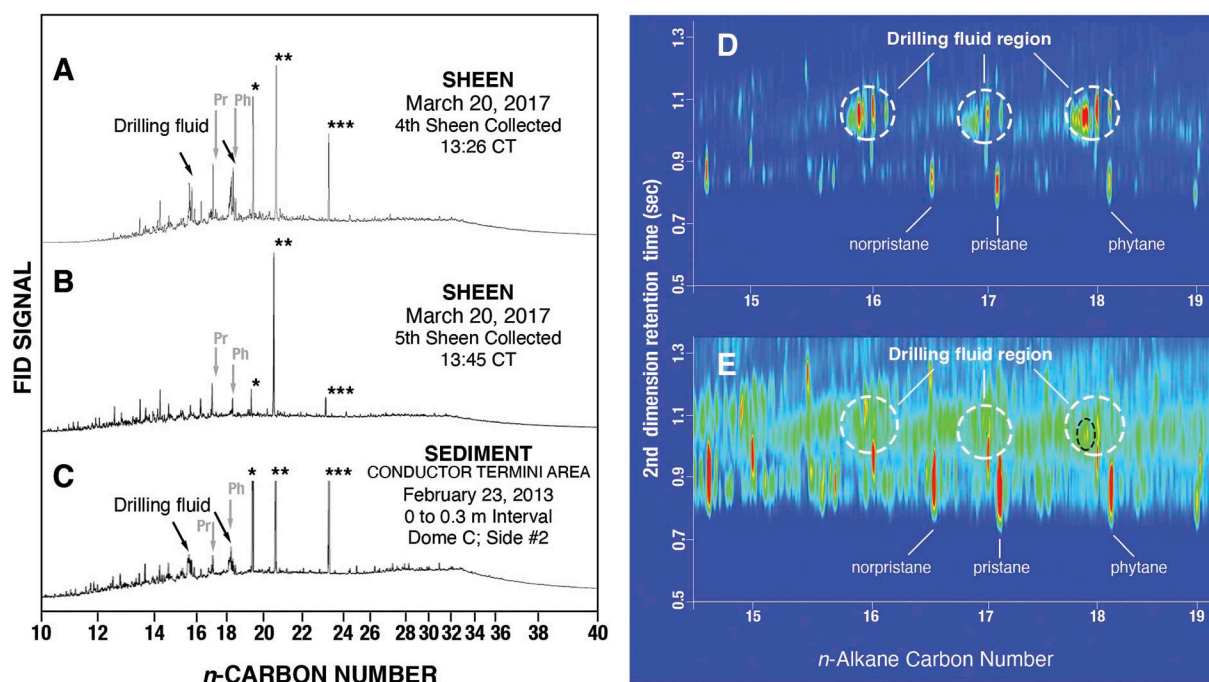 A
SHEEN
March 20, 2017
4th Sheen Collected
13:26 CT
Drilling fluid
Pr
Ph
*
**
***
B
SHEEN
March 20, 2017
5th Sheen Collected
13:45 CT
Pr
Ph
*
**
***
C
SEDIMENT
CONDUCTOR TERMINI AREA
February 23, 2013
0 to 0.3 m Interval
Dome C; Side #2
Drilling fluid
Pr
Ph
*
**
***
FID SIGNAL
10 12 14 16 18 20 24 28 30 32 34 36 38 40
n-CARBON NUMBER
D
Drilling fluid region
norpristane
pristane
phytane
1.3
1.1
0.9
0.7
0.5
15 16 17 18 19
2nd dimension retention time (sec)
E
Drilling fluid region
norpristane
pristane
phytane
1.3
1.1
0.9
0.7
0.5
15 16 17 18 19
n-Alkane Carbon Number